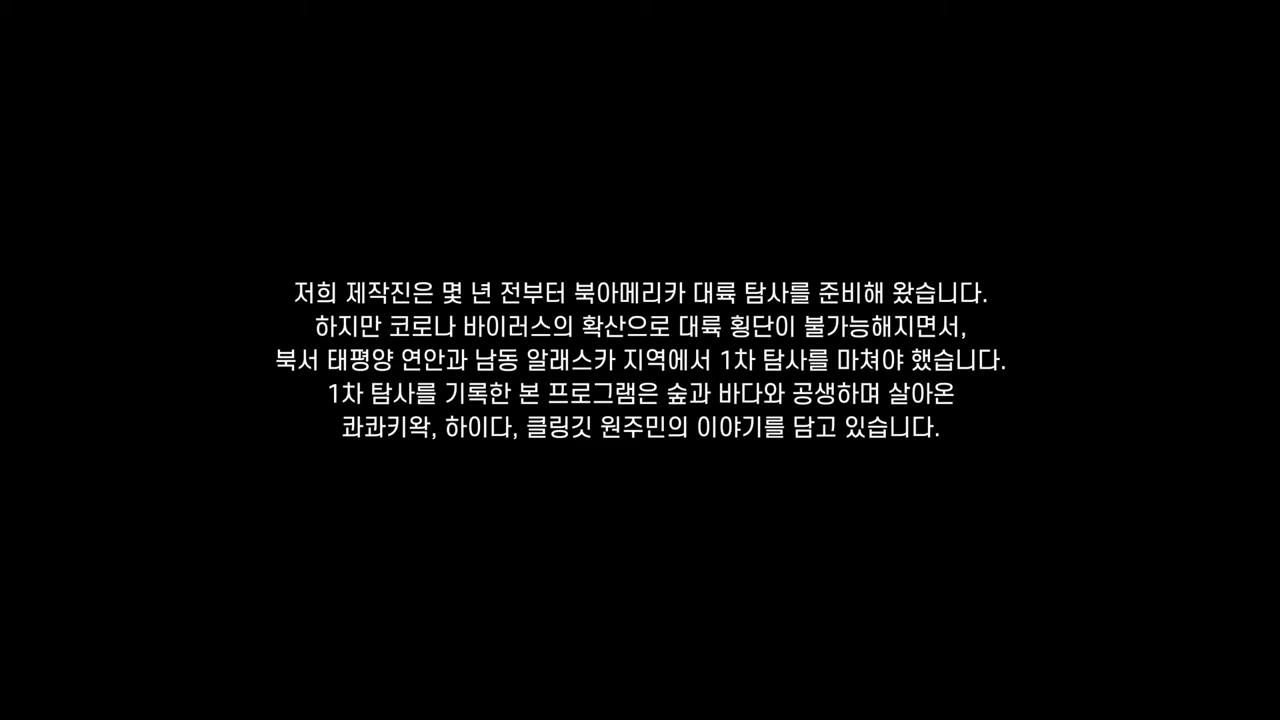 저희 제작진은 몇 년 전부터 북아메리카 대륙 탐사를 준비해 왔습니다.
하지만 코로나 바이러스의 확산으로 대륙 횡단이 불가능해지면서,
북서 태평양 연안과 남동 알래스카 지역에서 1차 탐사를 마쳐야 했습니다.
1차 탐사를 기록한 본 프로그램은 숲과 바다와 공생하며 살아온
콰콰키왁, 하이다, 클링깃 원주민의 이야기를 담고 있습니다.